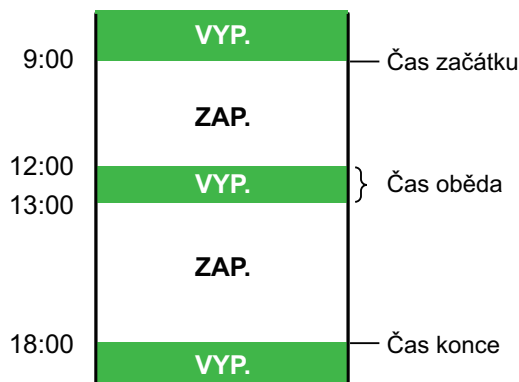 VYP.
9:00
Čas začátku
ZAP.
12:00
VYP.
Čas oběda
13:00
ZAP.
18:00
Čas konce
VYP.